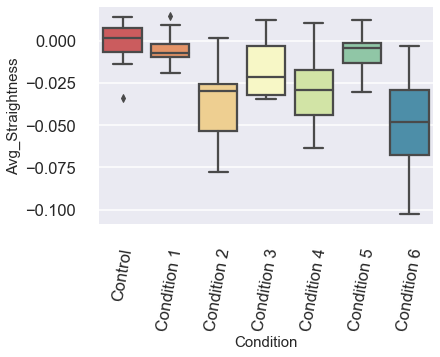 Avg_Straightness
0.000
−0.025
−0.050
−0.075
−0.100
Control
Condition 1
Condition 2
Condition 3
Condition 4
Condition 5
Condition 6
Condition